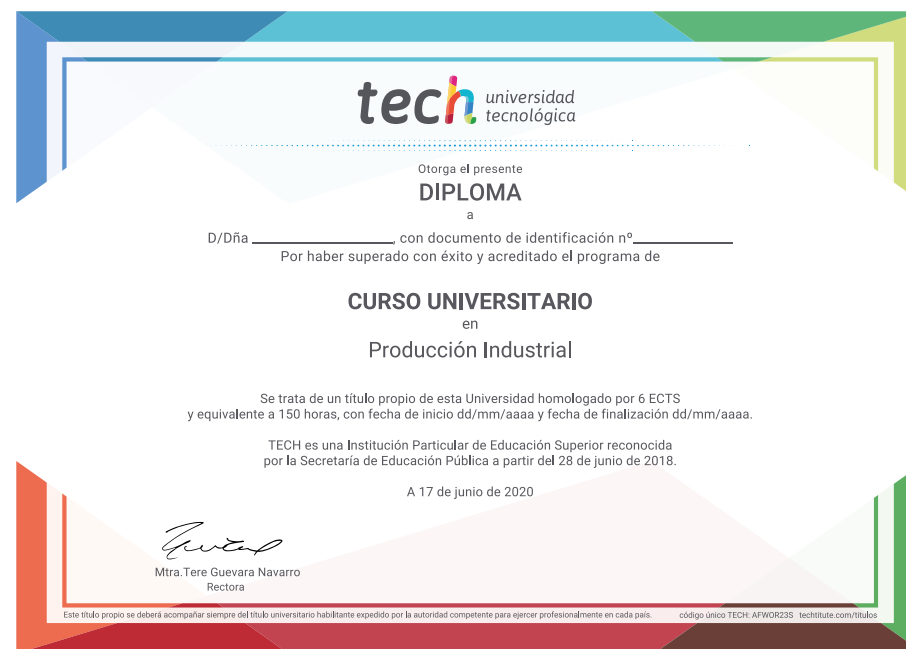 tech universidad
tecnológica
Otorga el presente
DIPLOMA
a
D/Dña ____________________, con documento de identificación nº______________
Por haber superado con éxito y acreditado el programa de
CURSO UNIVERSITARIO
en
Producción Industrial
Se trata de un título propio de esta Universidad homologado por 6 ECTS
y equivalente a 150 horas, con fecha de inicio dd/mm/aaaa y fecha de finalización dd/mm/aaaa.
TECH es una Institución Particular de Educación Superior reconocida
por la Secretaría de Educación Pública a partir del 28 de junio de 2018.
A 17 de junio de 2020
Mtra.Tere Guevara Navarro
Rectora
Este título propio se deberá acompañar siempre del título universitario habilitante expedido por la autoridad competente para ejercer profesionalmente en cada país. código único TECH: AFWOR23S techtitute.com/titulos